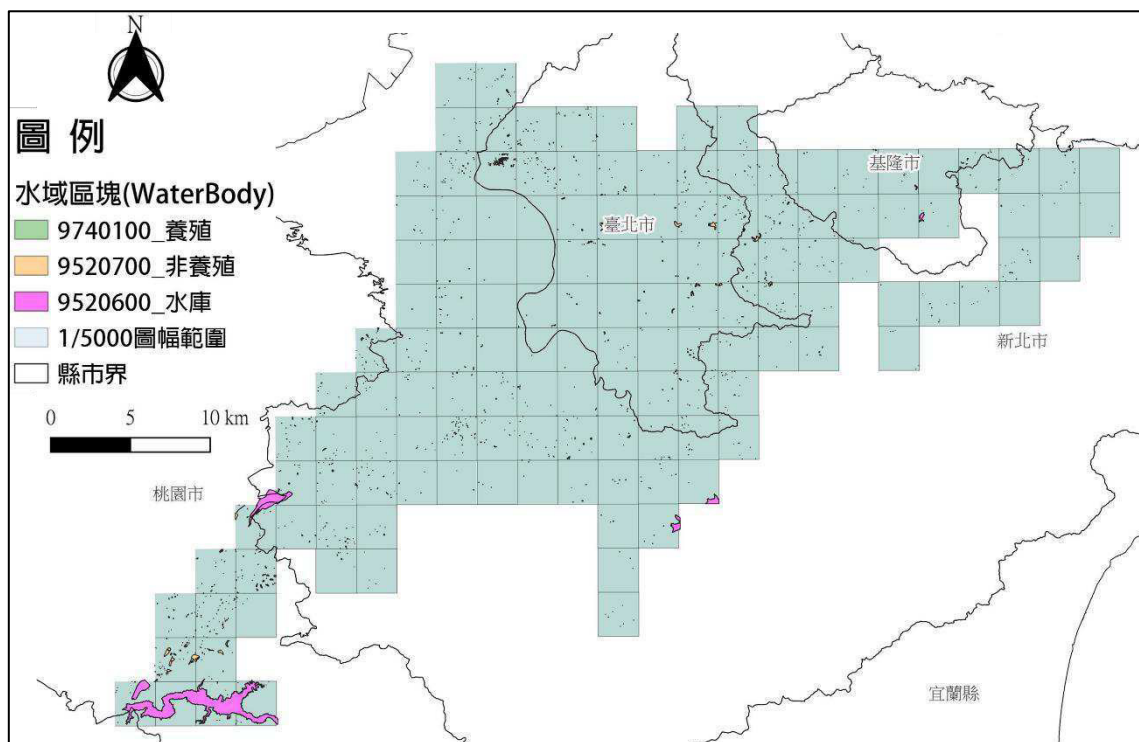 N
圖 例
水域區塊(WaterBody)
9740100_養殖
9520700_非養殖
9520600_水庫
1/5000圖幅範圍
縣市界
0 5 10 km
基隆市
臺北市
新北市
桃園市
宜蘭縣